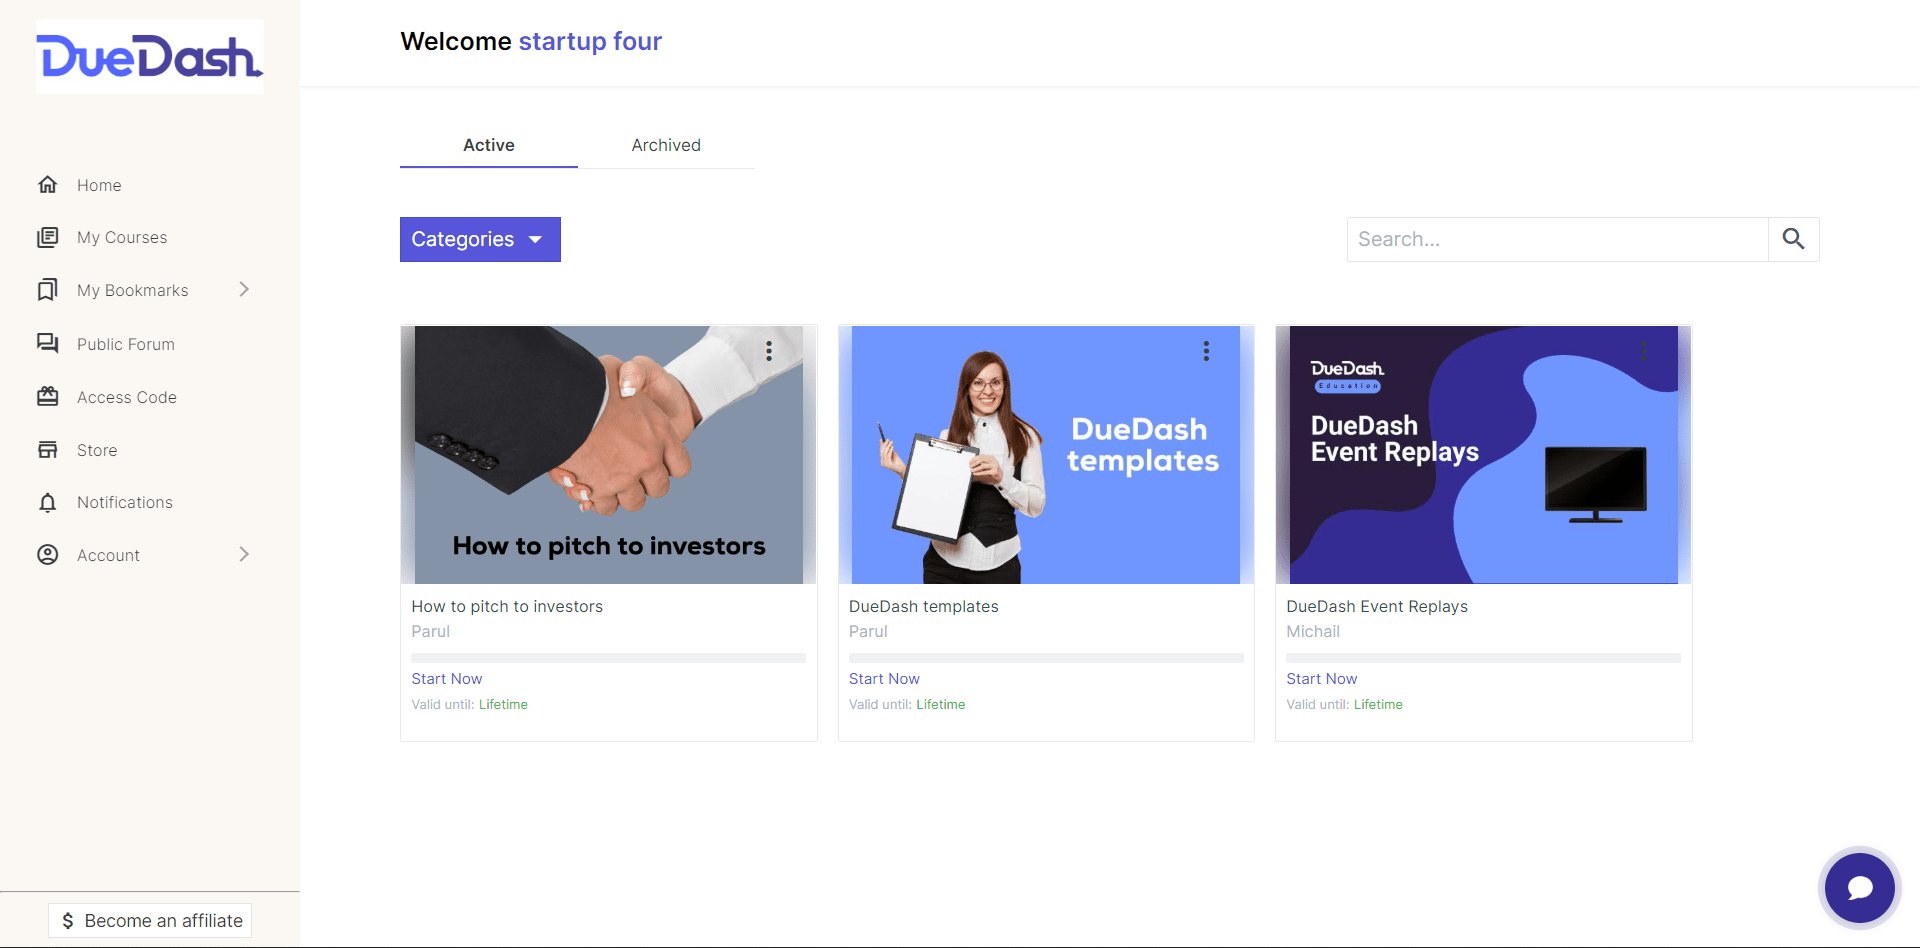 DueDash
Welcome startup four
Active
Archived
Home
My Courses
My Bookmarks
Public Forum
Access Code
Store
Notifications
Account
Become an affiliate
Categories
Search...
How to pitch to investors
How to pitch to investors
Parul
Start Now
Valid until: Lifetime
DueDash
templates
DueDash templates
Parul
Start Now
Valid until: Lifetime
DueDash
Education
DueDash
Event Replays
DueDash Event Replays
Michail
Start Now
Valid until: Lifetime